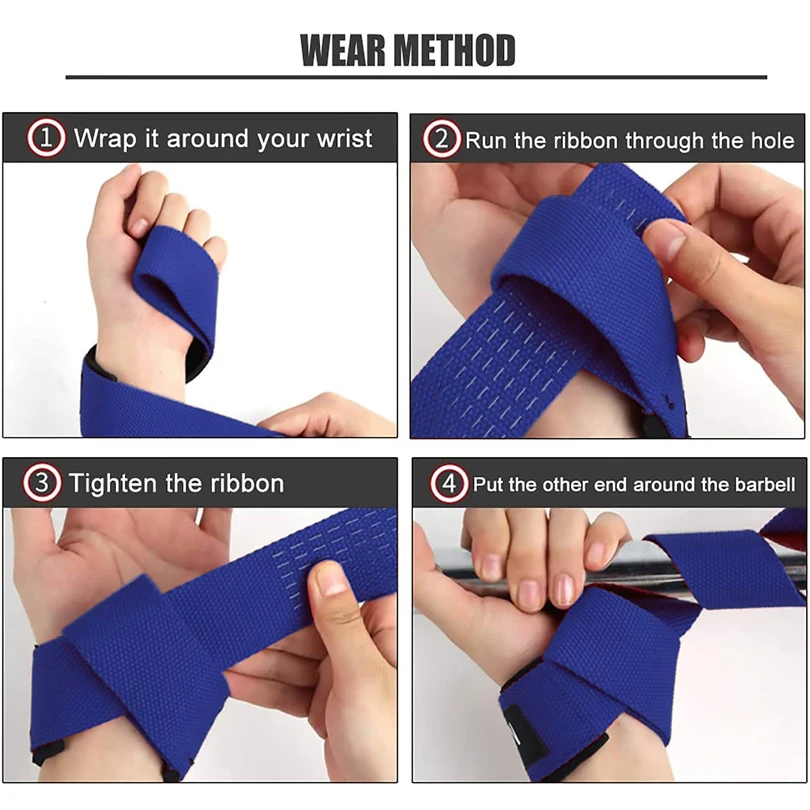 WEAR METHOD
1 Wrap it around your wrist
2 Run the ribbon through the hole
3 Tighten the ribbon
4 Put the other end around the barbell